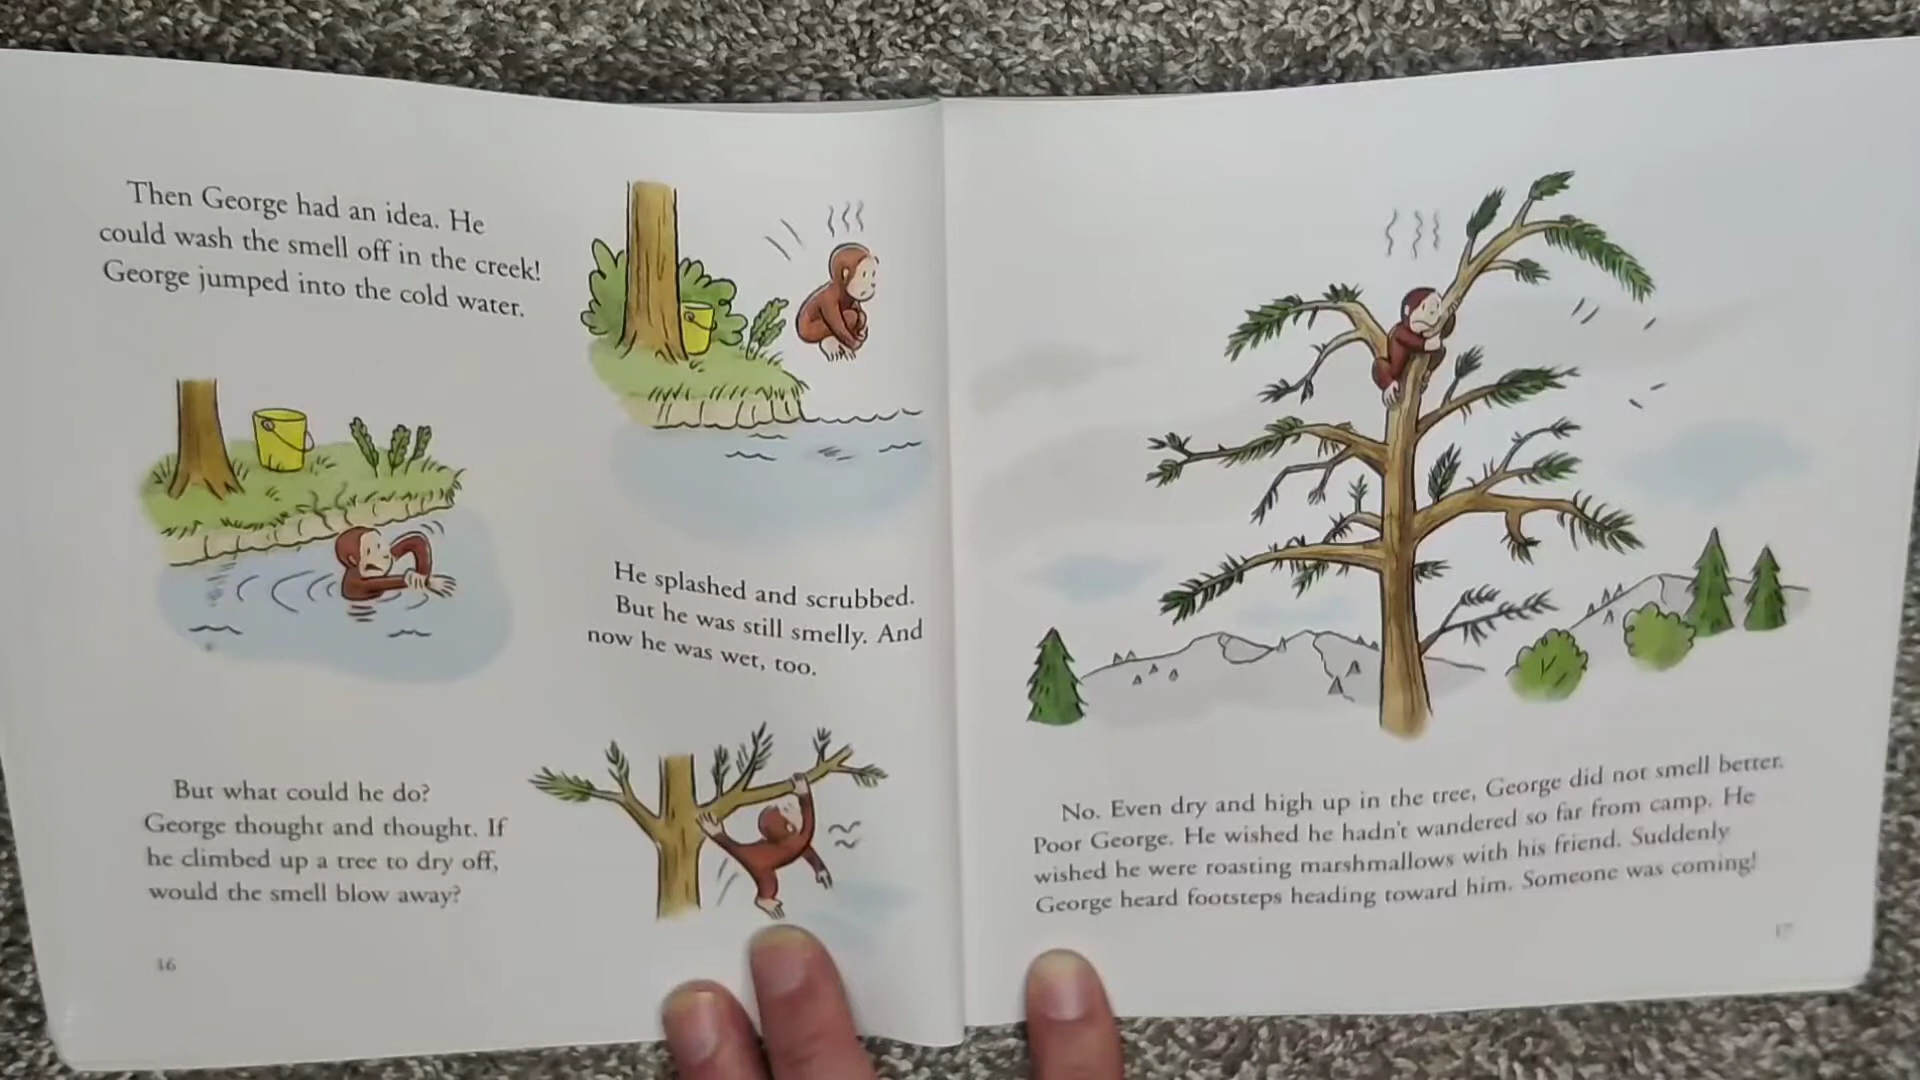 Then George had an idea. He
could wash the smell off in the creek!
George jumped into the cold water.
He splashed and scrubbed.
But he was still smelly. And
now he was wet, too.
But what could he do?
George thought and thought. If
he climbed up a tree to dry off,
would the smell blow away?
16
No. Even dry and high up in the tree, George did not smell better.
Poor George. He wished he hadn't wandered so far from camp. He
wished he were roasting marshmallows with his friend. Suddenly
George heard footsteps heading toward him. Someone was coming!
17